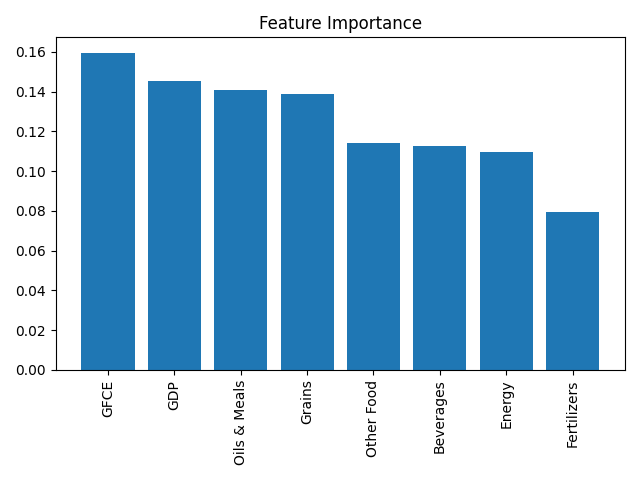 Feature Importance
0.16
0.14
0.12
0.10
0.08
0.06
0.04
0.02
0.00
GFCE
GDP
Oils & Meals
Grains
Other Food
Beverages
Energy
Fertilizers